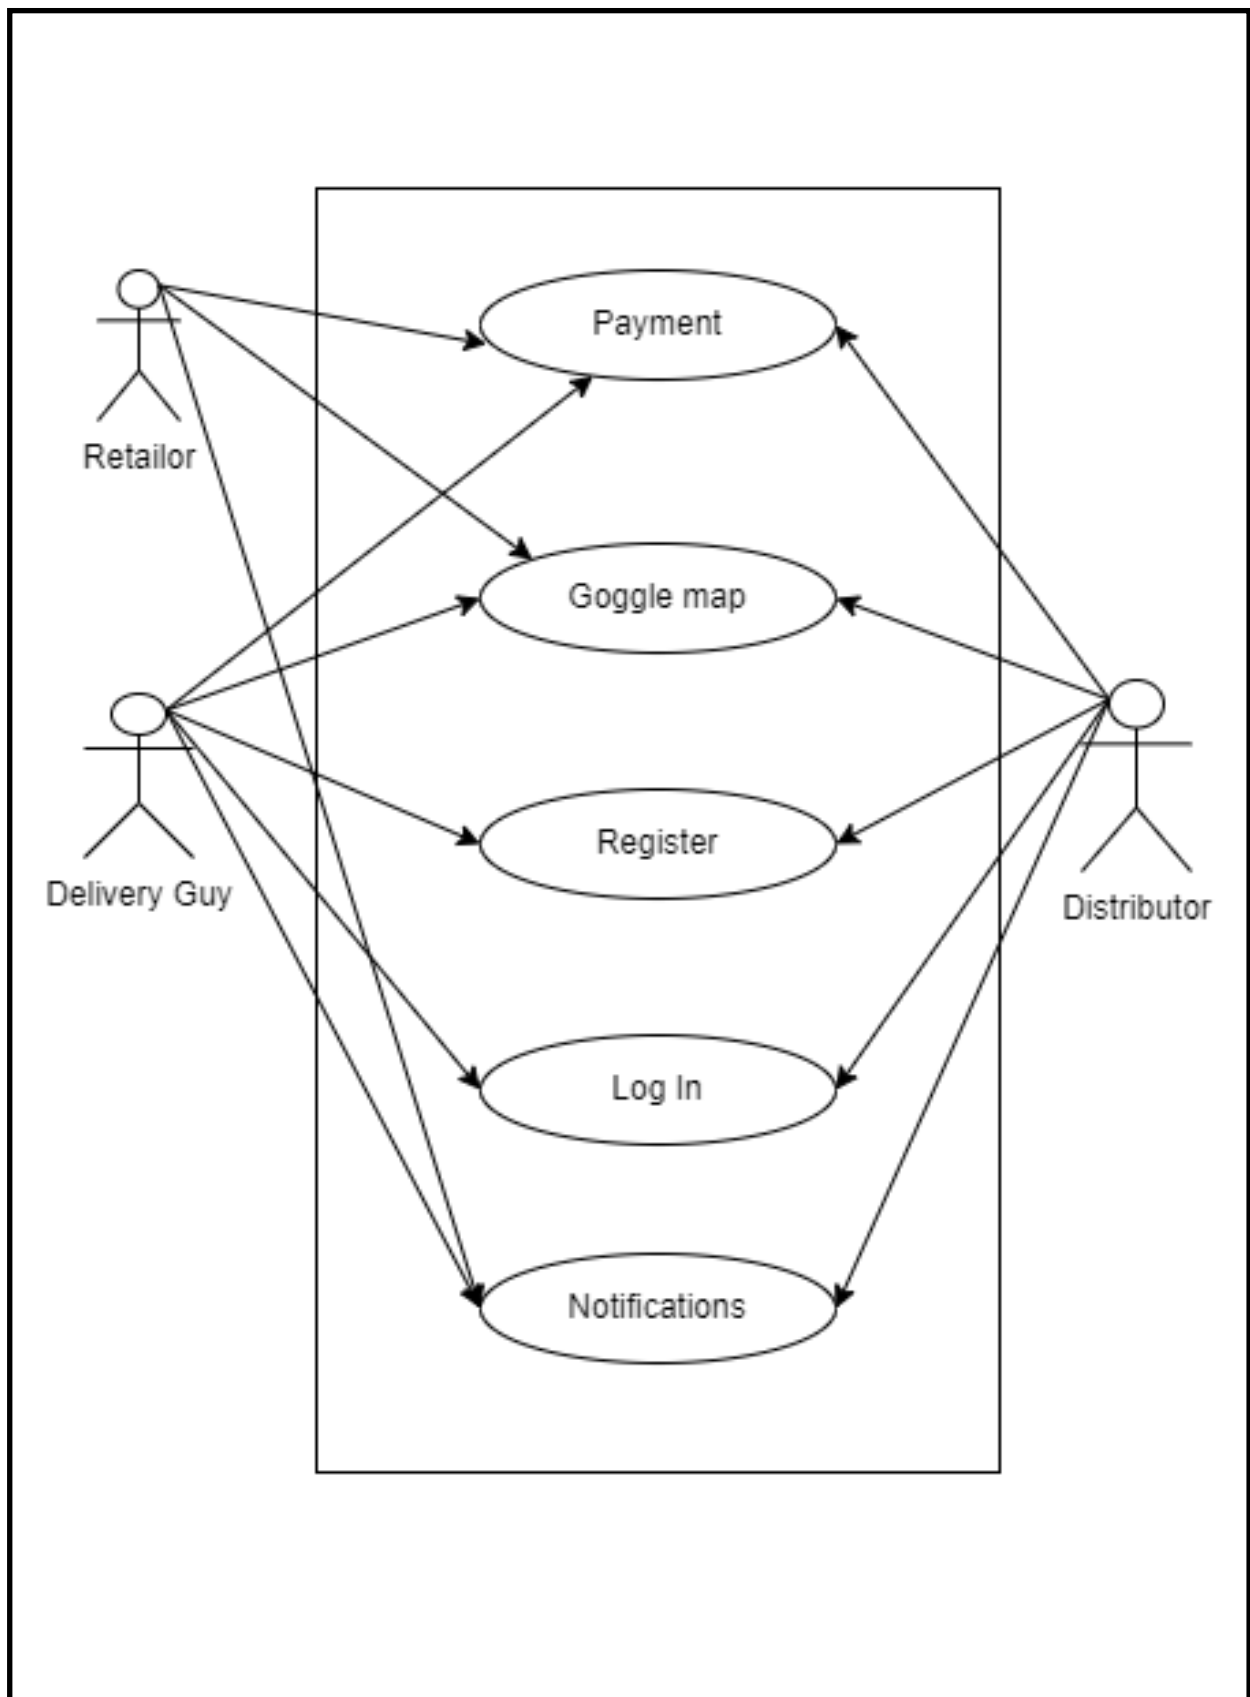 Payment
Retailor
Goggle map
Delivery Guy
Register
Distributor
Log In
Notifications